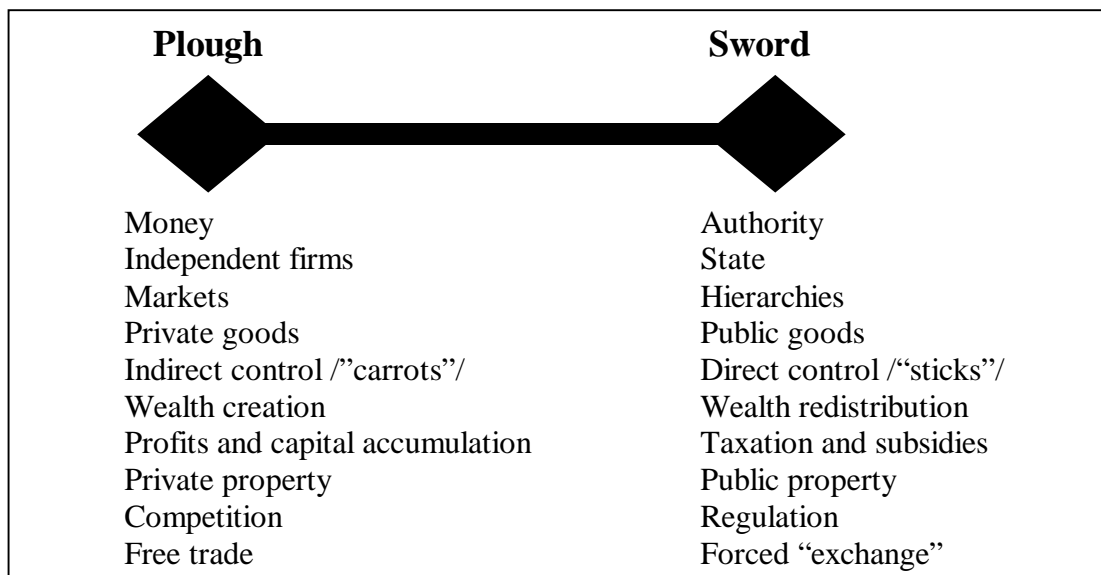 Plough
Sword
Money
Independent firms
Markets
Private goods
Indirect control /”carrots”/
Wealth creation
Profits and capital accumulation
Private property
Competition
Free trade
Authority
State
Hierarchies
Public goods
Direct control /“sticks”/
Wealth redistribution
Taxation and subsidies
Public property
Regulation
Forced “exchange”